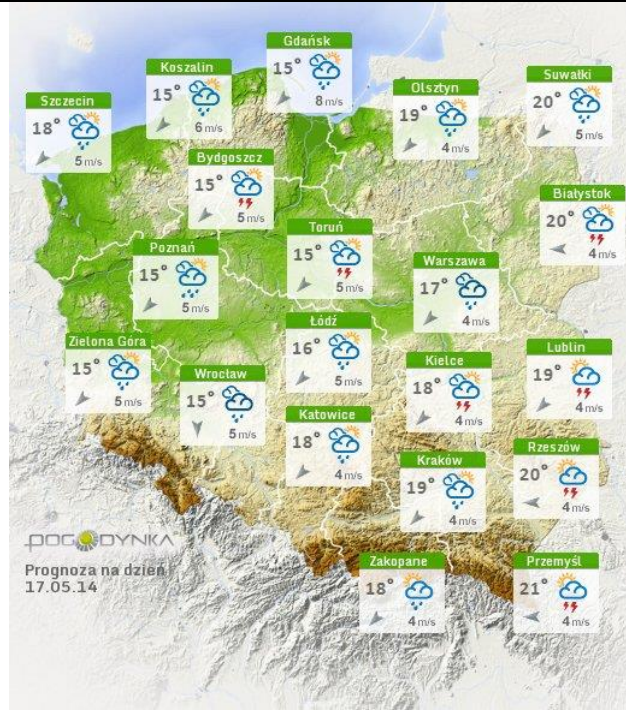 Gdańsk
15°
8 m/s
Koszalin
15°
6 m/s
Szczecin
18°
5 m/s
Olsztyn
19°
4 m/s
Suwałki
20°
5 m/s
Bydgoszcz
15°
5 m/s
Białystok
20°
4 m/s
Toruń
15°
5 m/s
Poznań
15°
5 m/s
Warszawa
17°
4 m/s
Łódź
16°
5 m/s
Zielona Góra
15°
5 m/s
Wrocław
15°
5 m/s
Kielce
18°
4 m/s
Lublin
19°
4 m/s
Katowice
18°
4 m/s
Kraków
19°
4 m/s
Rzeszów
20°
4 m/s
POGODYNKA
Prognoza na dzień
17.05.14
Zakopane
18°
4 m/s
Przemyśl
21°
4 m/s